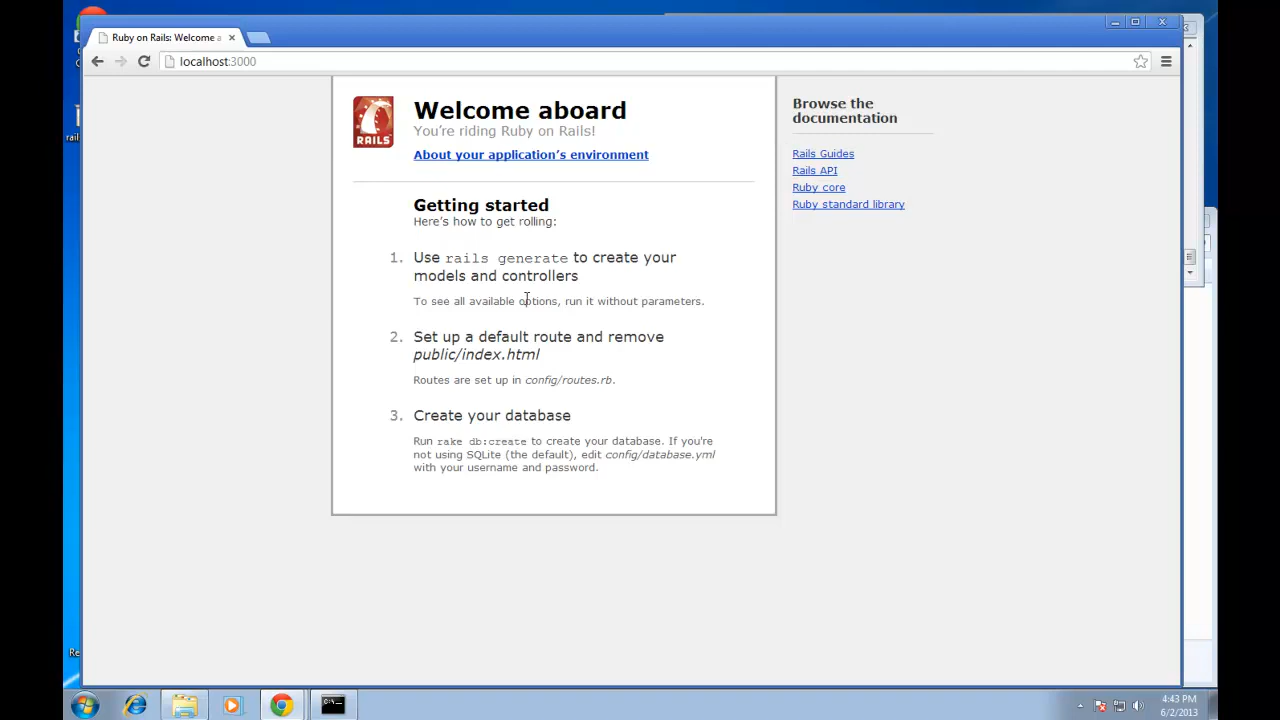 Ruby on Rails: Welcome a
localhost:3000
RAILS
Welcome aboard
You're riding Ruby on Rails!
About your application's environment
Getting started
Here's how to get rolling:
1. Use rails generate to create your
models and controllers
To see all available options, run it without parameters.
2. Set up a default route and remove
public/index.html
Routes are set up in config/routes.rb.
3. Create your database
Run rake db:create to create your database. If you're
not using SQLite (the default), edit config/database.yml
with your username and password.
Browse the
documentation
Rails Guides
Rails API
Ruby core
Ruby standard library
rail
Re
C:\_
4:43 PM
6/2/2013